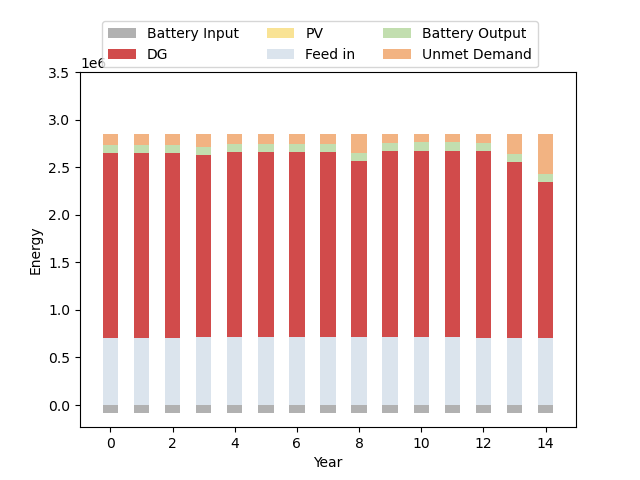 Battery Input PV Battery Output
DG Feed in Unmet Demand
1e6
3.5
3.0
2.5
2.0
1.5
1.0
0.5
0.0
Energy
0 2 4 6 8 10 12 14
Year